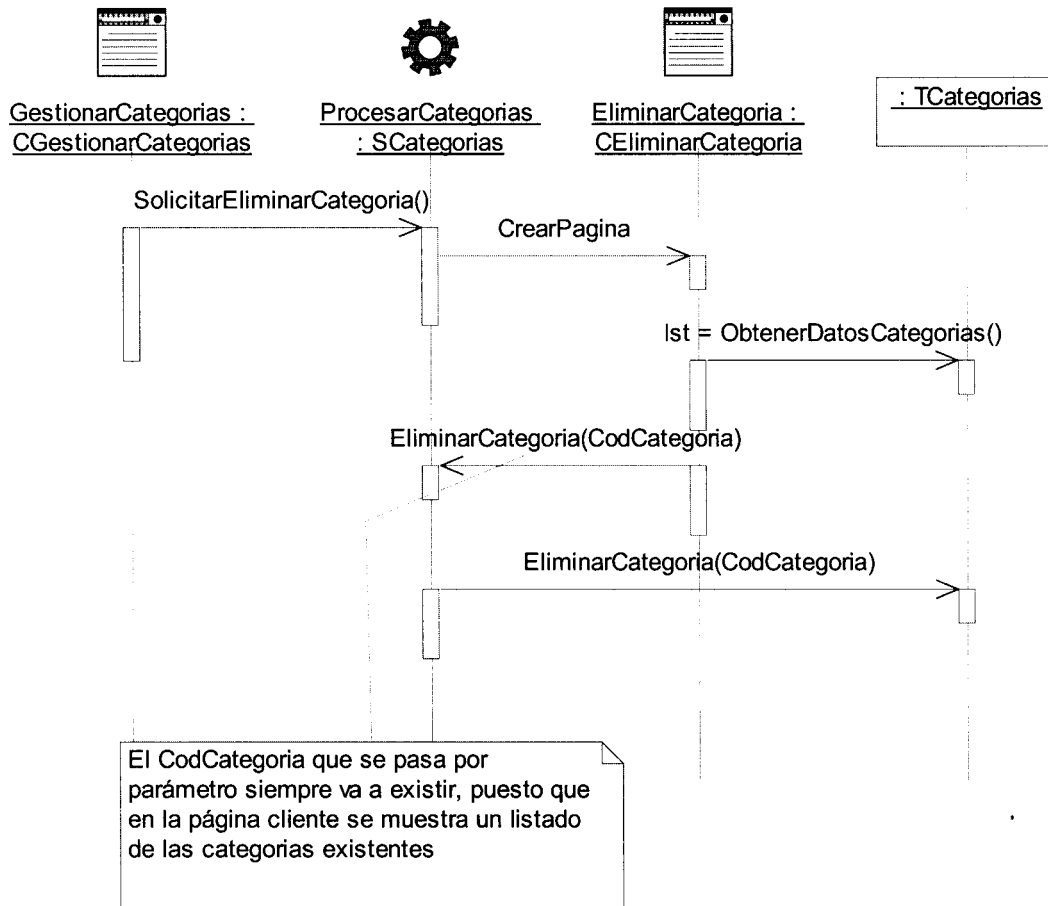 GestionarCategorias :
CGestionarCategorias
ProcesarCategorias
: SCategorias
EliminarCategoria :
CEliminarCategoria
: TCategorias
SolicitarEliminarCategoria()
CrearPagina
lst = ObtenerDatosCategorias()
EliminarCategoria(CodCategoria)
EliminarCategoria(CodCategoria)
El CodCategoria que se pasa por
parámetro siempre va a existir, puesto que
en la página cliente se muestra un listado
de las categorias existentes